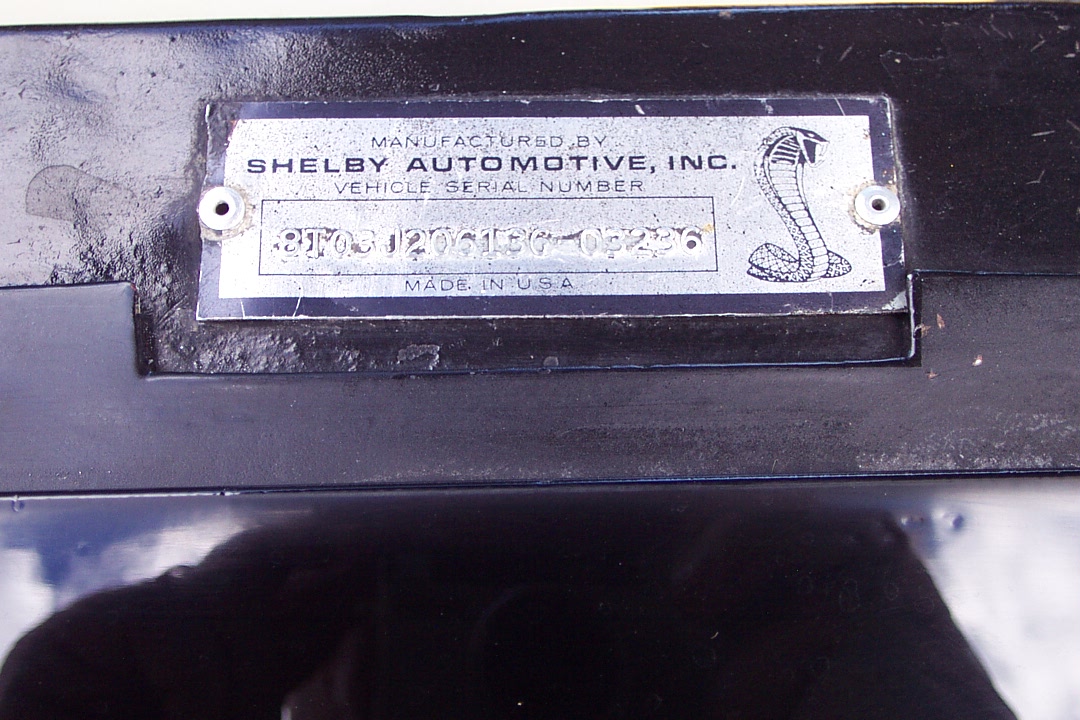 MANUFACTURED BY
SHELBY AUTOMOTIVE, INC.
VEHICLE SERIAL NUMBER
8T03J206136-03236
MADE IN U.S.A.